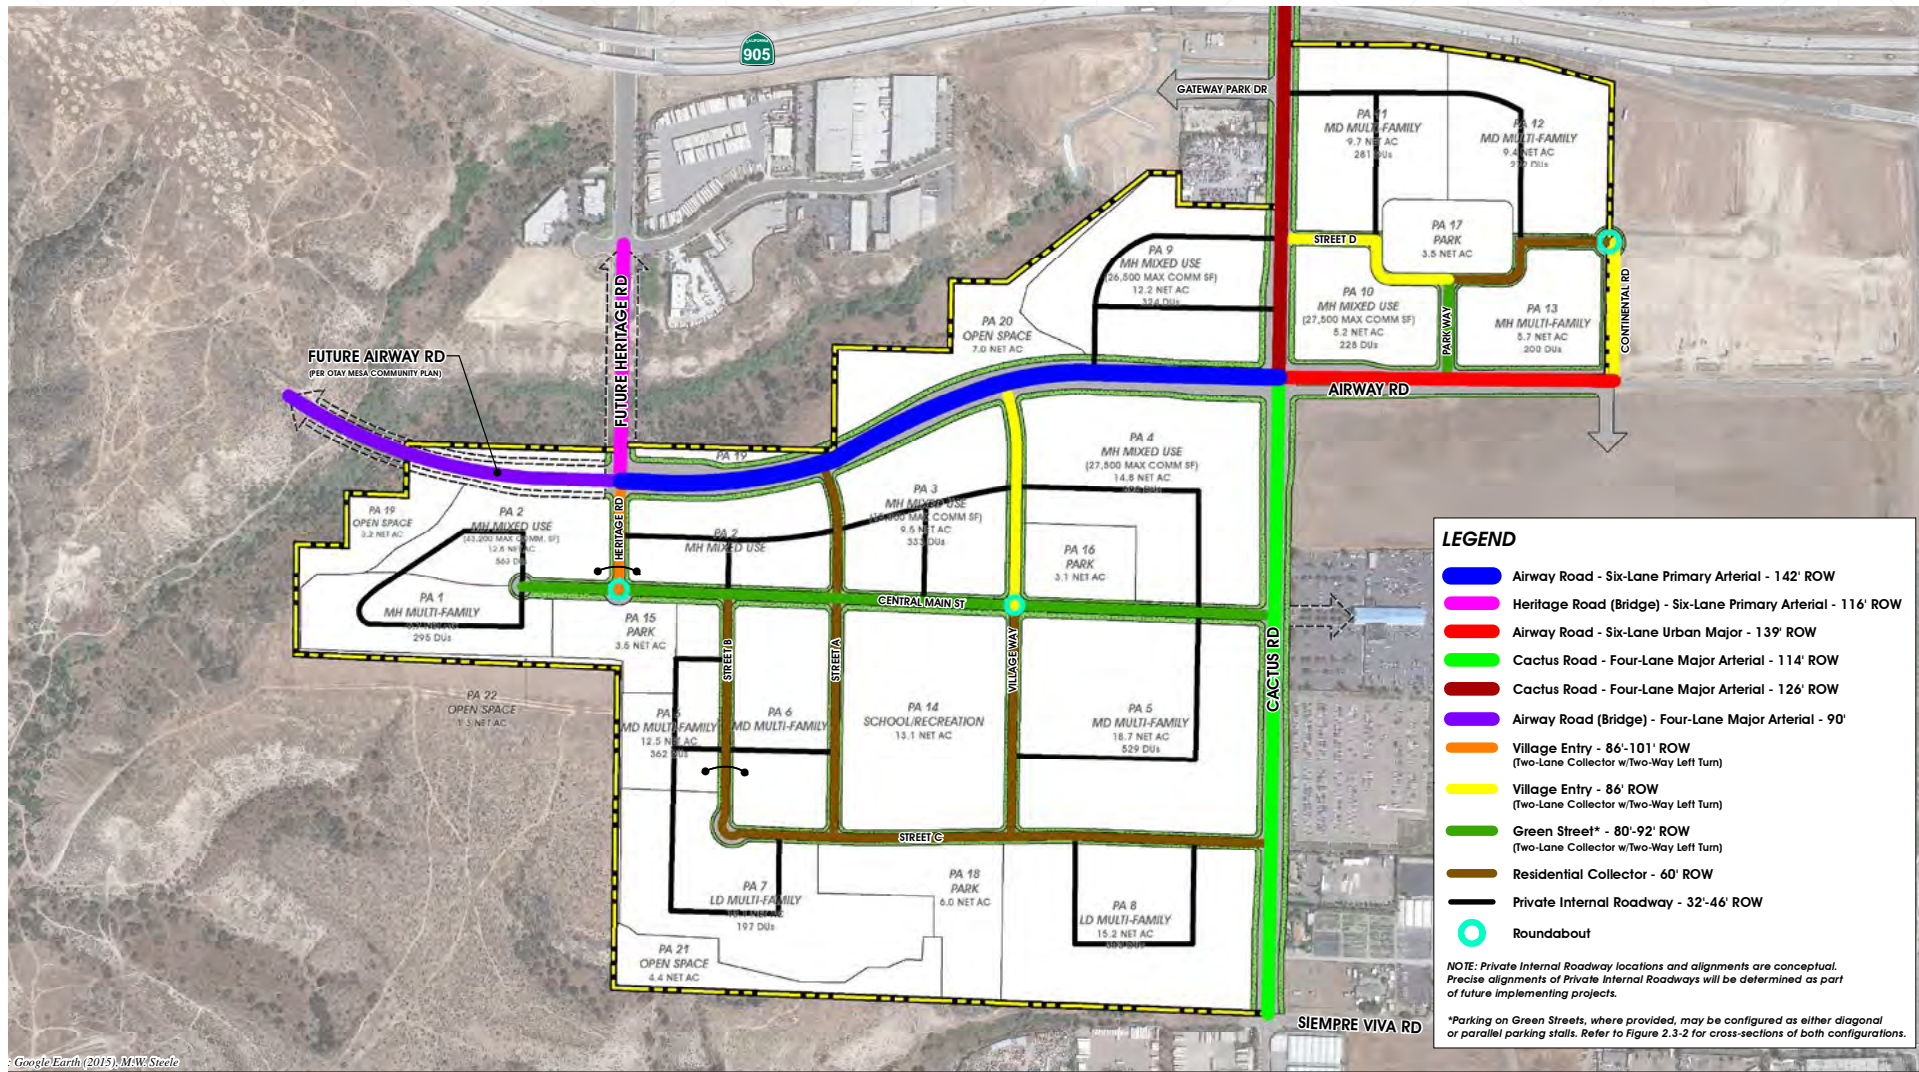 CALIFORNIA
905
GATEWAY PARK DR
PA 11
MD MULTI-FAMILY
9.7 NET AC
281 DUs
PA 12
MD MULTI-FAMILY
9.4 NET AC
PA 17
PARK
3.5 NET AC
STREET D
PA 9
MH MIXED USE
(26,500 MAX COMM SF)
12.2 NET AC
324 DUs
PA 10
MH MIXED USE
(27,500 MAX COMM SF)
5.2 NET AC
228 DUs
PARK WAY
PA 13
MH MULTI-FAMILY
5.7 NET AC
200 DUs
CONTINENTAL RD
PA 20
OPEN SPACE
7.0 NET AC
FUTURE HERITAGE RD
FUTURE AIRWAY RD
(PER OTAY MESA COMMUNITY PLAN)
AIRWAY RD
PA 19
PA 4
MH MIXED USE
(27,500 MAX COMM SF)
14.8 NET AC
PA 19
OPEN SPACE
3.2 NET AC
PA 2
MH MIXED USE
(43,200 MAX COMM. SF)
12.8 NET AC
563 DUs
HERITAGE RD
PA 2
MH MIXED USE
PA 3
MH MIXED USE
MAX COMM SF)
9.5 NET AC
333 DUs
PA 16
PARK
3.1 NET AC
PA 1
MH MULTI-FAMILY
295 DUs
CENTRAL MAIN ST
PA 15
PARK
3.5 NET AC
STREET B
STREET A
VILLAGE WAY
CACTUS RD
PA 22
OPEN SPACE
1.3 NET AC
MD MULTI-FAMILY
12.5 NET AC
362 DUs
PA 6
MD MULTI-FAMILY
PA 14
SCHOOL/RECREATION
13.1 NET AC
PA 5
MD MULTI-FAMILY
18.7 NET AC
529 DUs
STREET C
PA 7
LD MULTI-FAMILY
197 DUs
PA 18
PARK
6.0 NET AC
PA 8
LD MULTI-FAMILY
15.2 NET AC
PA 21
OPEN SPACE
4.4 NET AC
SIEMPRE VIVA RD
LEGEND
Airway Road - Six-Lane Primary Arterial - 142' ROW
Heritage Road (Bridge) - Six-Lane Primary Arterial - 116' ROW
Airway Road - Six-Lane Urban Major - 139' ROW
Cactus Road - Four-Lane Major Arterial - 114' ROW
Cactus Road - Four-Lane Major Arterial - 126' ROW
Airway Road (Bridge) - Four-Lane Major Arterial - 90'
Village Entry - 86'-101' ROW
(Two-Lane Collector w/Two-Way Left Turn)
Village Entry - 86' ROW
(Two-Lane Collector w/Two-Way Left Turn)
Green Street* - 80'-92' ROW
(Two-Lane Collector w/Two-Way Left Turn)
Residential Collector - 60' ROW
Private Internal Roadway - 32'-46' ROW
Roundabout
NOTE: Private Internal Roadway locations and alignments are conceptual.
Precise alignments of Private Internal Roadways will be determined as part
of future implementing projects.
*Parking on Green Streets, where provided, may be configured as either diagonal
or parallel parking stalls. Refer to Figure 2.3-2 for cross-sections of both configurations.
: Google Earth (2015), M.W. Steele